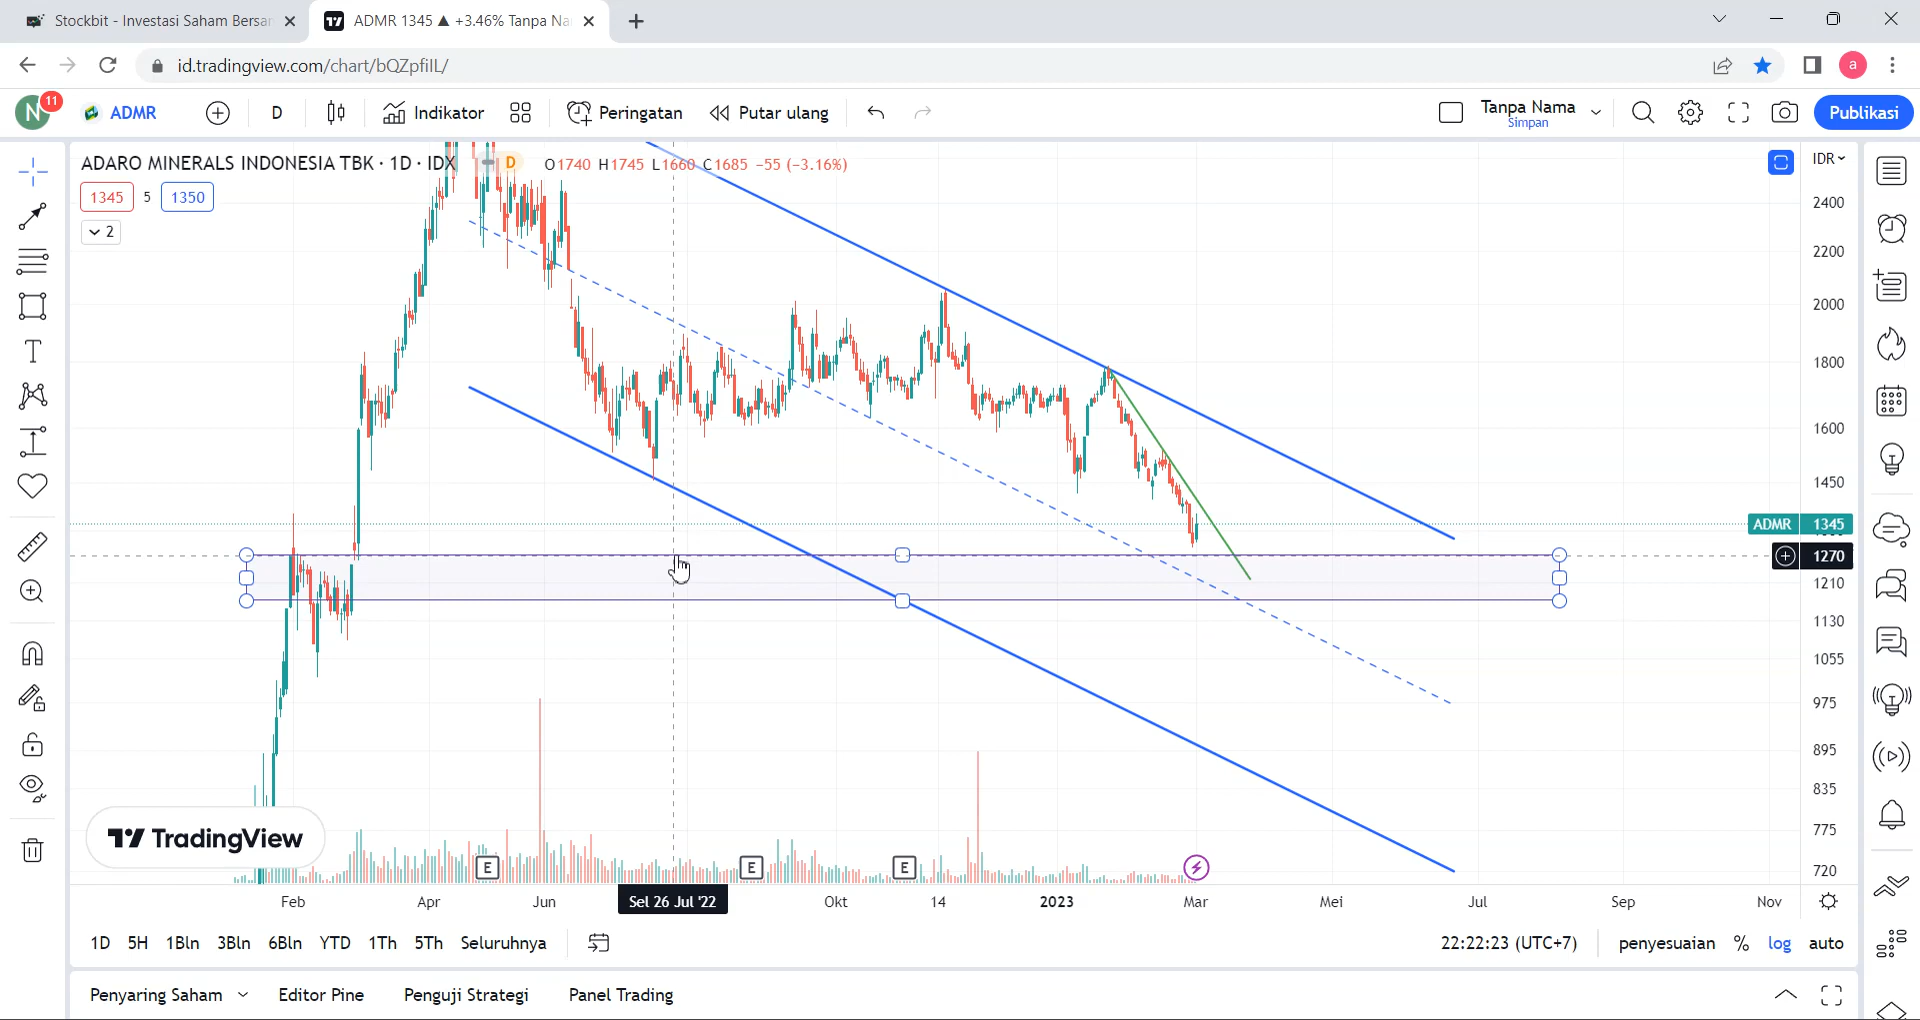 Stockbit - Investasi Saham Bersa
ADMR 1345 ▲ +3.46% Tanpa Na
id.tradingview.com/chart/bQZpfilL/
a
N 11
ADMR
D
Indikator
Peringatan
Putar ulang
Tanpa Nama
Simpan
Publikasi
ADARO MINERALS INDONESIA TBK · 1D · IDX
D
O1740 H1745 L1660 C1685 -55 (-3.16%)
IDR
1345 5 1350
2
2400
2200
2000
1800
1600
1450
ADMR 1345
1270
1210
1130
1055
975
895
835
775
720
TradingView
E
E
E
Feb Apr Jun Sel 26 Jul '22 Okt 14 2023 Mar Mei Jul Sep Nov
1D 5H 1Bln 3Bln 6Bln YTD 1Th 5Th Seluruhnya
22:22:23 (UTC+7) penyesuaian % log auto
Penyaring Saham Editor Pine Penguji Strategi Panel Trading